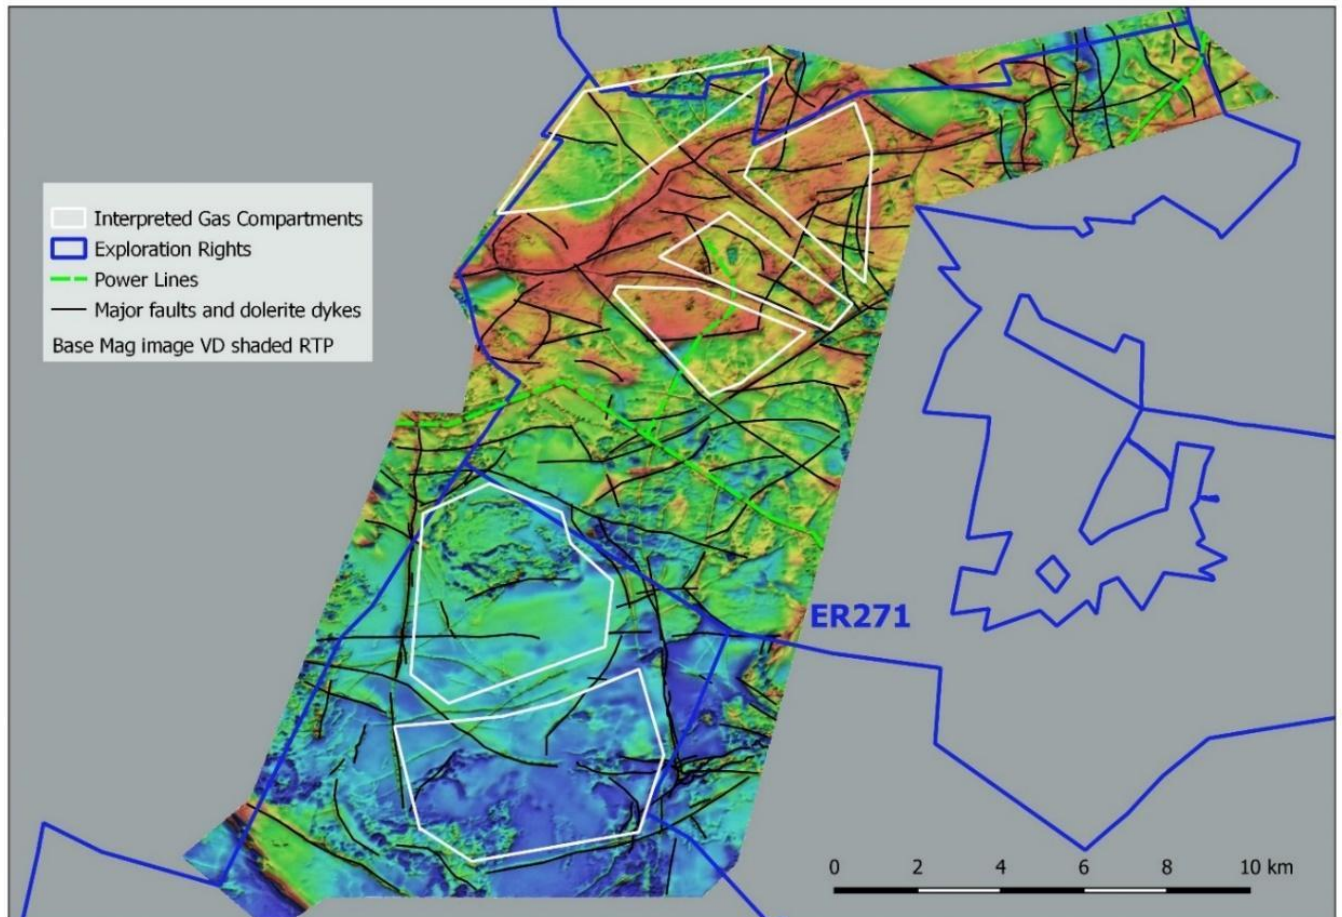 Interpreted Gas Compartments
Exploration Rights
Power Lines
Major faults and dolerite dykes
Base Mag image VD shaded RTP
ER271
0 2 4 6 8 10 km